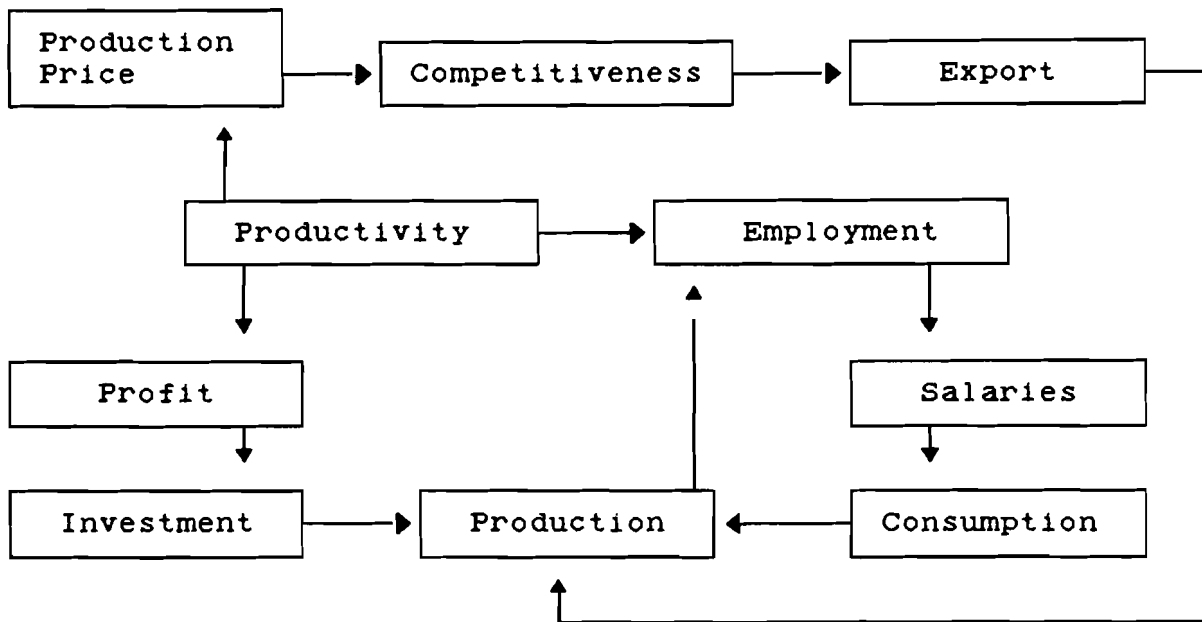 Production
Price
Competitiveness
Export
Productivity
Employment
Profit
Salaries
Investment
Production
Consumption